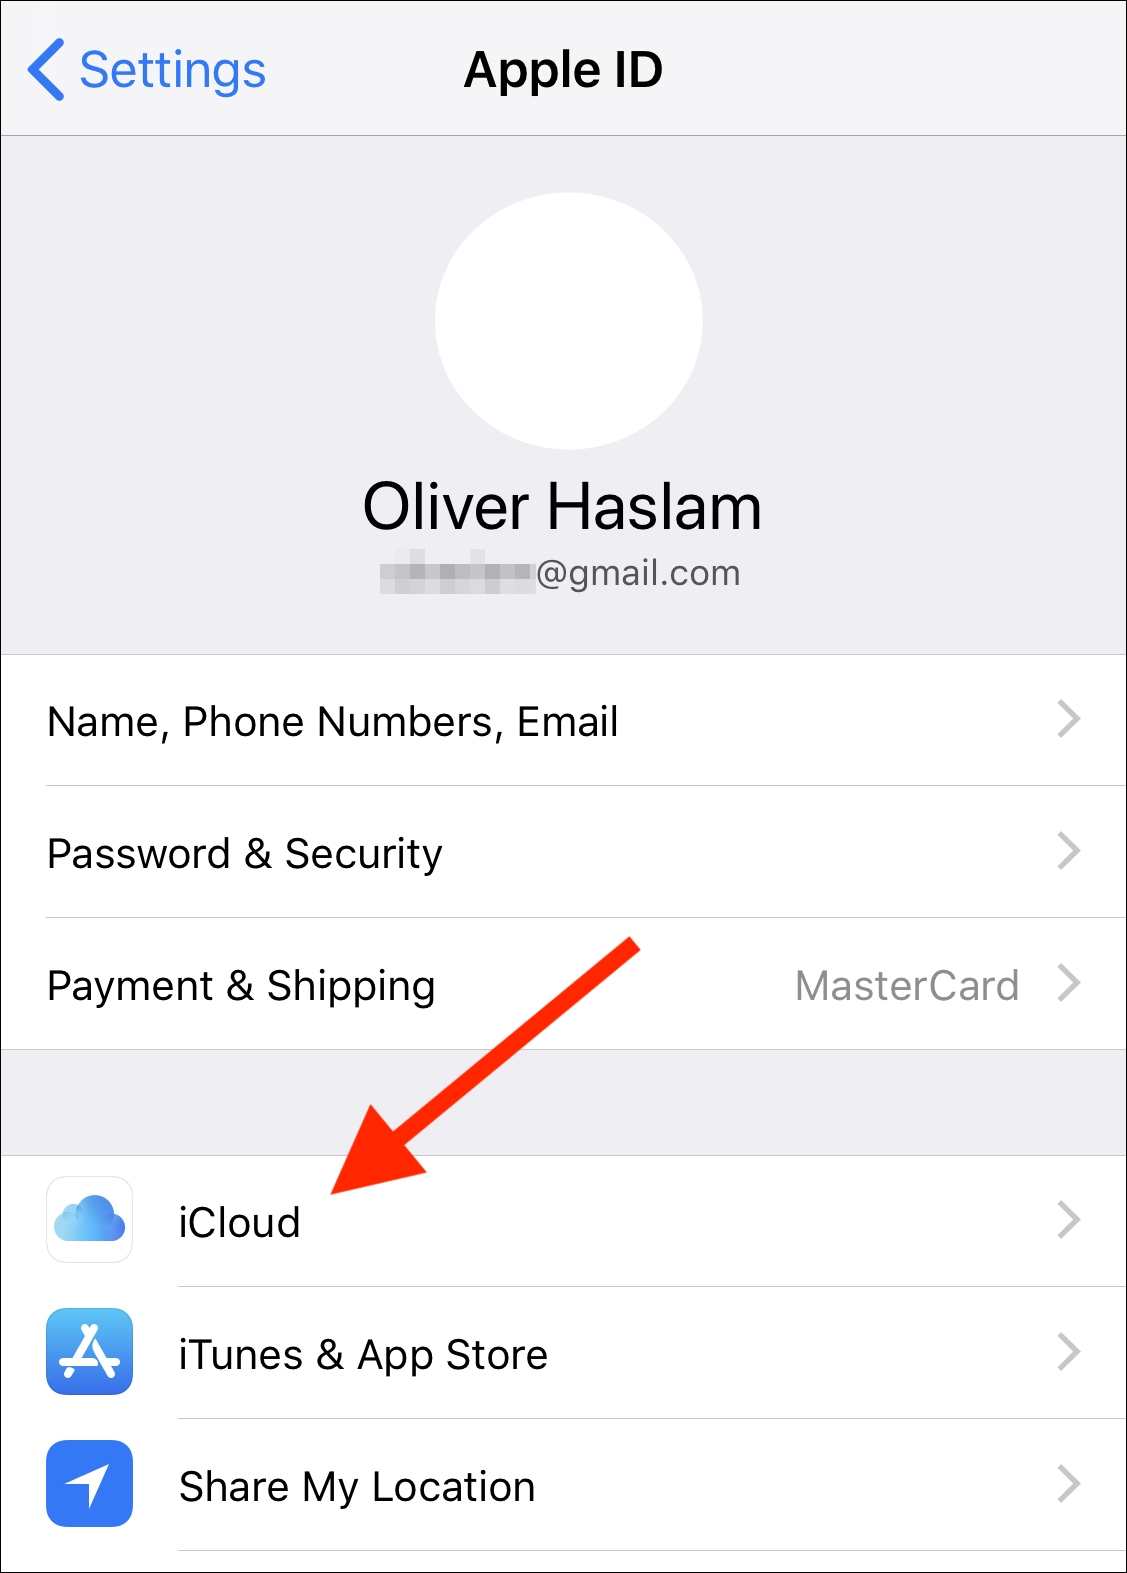 Settings
Apple ID
Oliver Haslam
@gmail.com
Name, Phone Numbers, Email
Password & Security
Payment & Shipping MasterCard
iCloud
iTunes & App Store
Share My Location